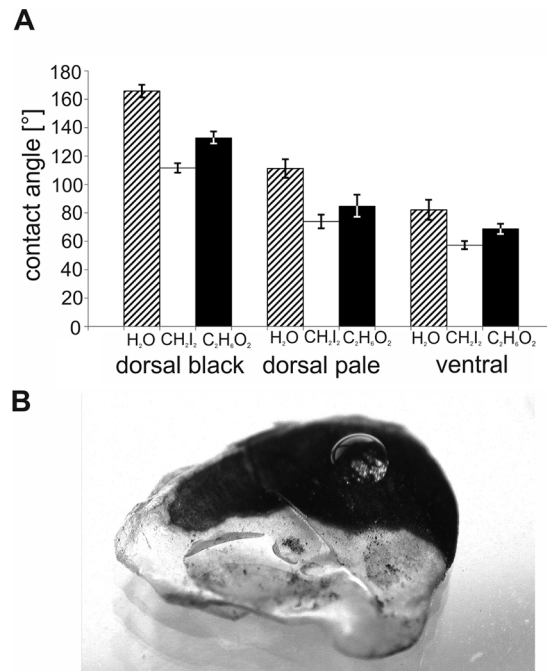 A
contact angle [°]
180
160
140
120
100
80
60
40
20
0
H₂O CH₂I₂ C₂H₆O₂ H₂O CH₂I₂ C₂H₆O₂ H₂O CH₂I₂ C₂H₆O₂
dorsal black dorsal pale ventral
B